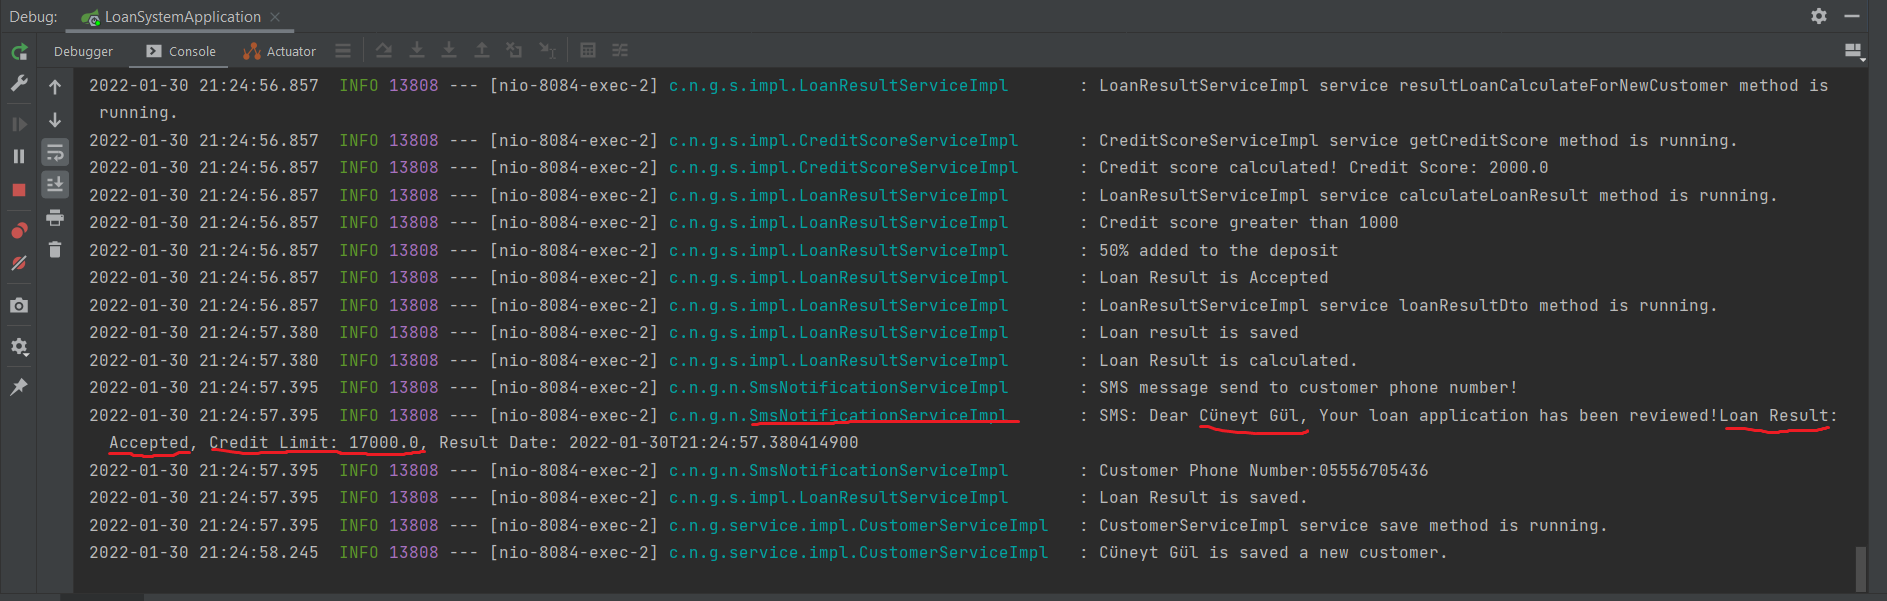 Debug: LoanSystemApplication
Debugger Console Actuator
2022-01-30 21:24:56.857  INFO 13808 --- [nio-8084-exec-2] c.n.g.s.impl.LoanResultServiceImpl       : LoanResultServiceImpl service resultLoanCalculateForNewCustomer method is
running.
2022-01-30 21:24:56.857  INFO 13808 --- [nio-8084-exec-2] c.n.g.s.impl.CreditScoreServiceImpl      : CreditScoreServiceImpl service getCreditScore method is running.
2022-01-30 21:24:56.857  INFO 13808 --- [nio-8084-exec-2] c.n.g.s.impl.CreditScoreServiceImpl      : Credit score calculated! Credit Score: 2000.0
2022-01-30 21:24:56.857  INFO 13808 --- [nio-8084-exec-2] c.n.g.s.impl.LoanResultServiceImpl       : LoanResultServiceImpl service calculateLoanResult method is running.
2022-01-30 21:24:56.857  INFO 13808 --- [nio-8084-exec-2] c.n.g.s.impl.LoanResultServiceImpl       : Credit score greater than 1000
2022-01-30 21:24:56.857  INFO 13808 --- [nio-8084-exec-2] c.n.g.s.impl.LoanResultServiceImpl       : 50% added to the deposit
2022-01-30 21:24:56.857  INFO 13808 --- [nio-8084-exec-2] c.n.g.s.impl.LoanResultServiceImpl       : Loan Result is Accepted
2022-01-30 21:24:56.857  INFO 13808 --- [nio-8084-exec-2] c.n.g.s.impl.LoanResultServiceImpl       : LoanResultServiceImpl service loanResultDto method is running.
2022-01-30 21:24:57.380  INFO 13808 --- [nio-8084-exec-2] c.n.g.s.impl.LoanResultServiceImpl       : Loan result is saved
2022-01-30 21:24:57.380  INFO 13808 --- [nio-8084-exec-2] c.n.g.s.impl.LoanResultServiceImpl       : Loan Result is calculated.
2022-01-30 21:24:57.395  INFO 13808 --- [nio-8084-exec-2] c.n.g.n.SmsNotificationServiceImpl       : SMS message send to customer phone number!
2022-01-30 21:24:57.395  INFO 13808 --- [nio-8084-exec-2] c.n.g.n.SmsNotificationServiceImpl       : SMS: Dear Cüneyt Gül, Your loan application has been reviewed!Loan Result:
Accepted, Credit Limit: 17000.0, Result Date: 2022-01-30T21:24:57.380414900
2022-01-30 21:24:57.395  INFO 13808 --- [nio-8084-exec-2] c.n.g.n.SmsNotificationServiceImpl       : Customer Phone Number:05556705436
2022-01-30 21:24:57.395  INFO 13808 --- [nio-8084-exec-2] c.n.g.s.impl.LoanResultServiceImpl       : Loan Result is saved.
2022-01-30 21:24:57.395  INFO 13808 --- [nio-8084-exec-2] c.n.g.service.impl.CustomerServiceImpl   : CustomerServiceImpl service save method is running.
2022-01-30 21:24:58.245  INFO 13808 --- [nio-8084-exec-2] c.n.g.service.impl.CustomerServiceImpl   : Cüneyt Gül is saved a new customer.